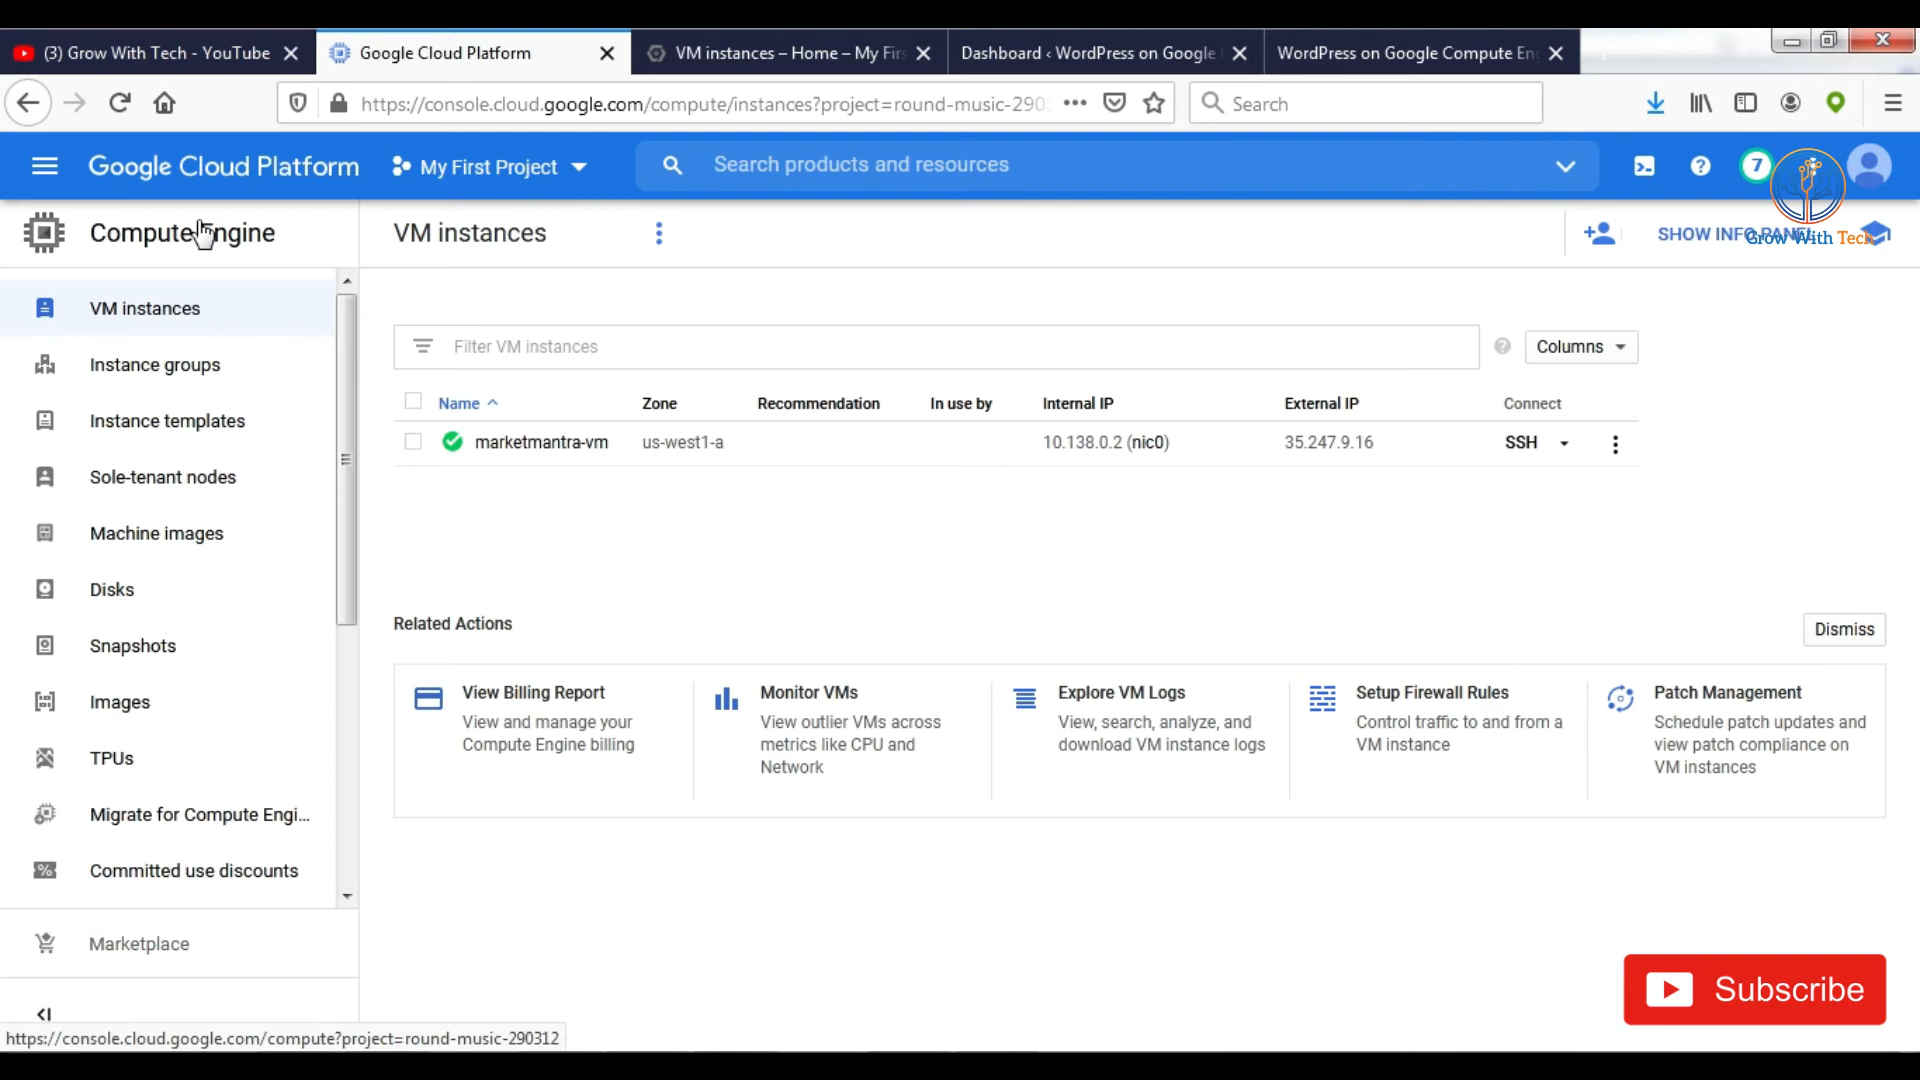 (3) Grow With Tech - YouTube
Google Cloud Platform
VM instances – Home – My Firs
Dashboard ‹ WordPress on Google
WordPress on Google Compute En
https://console.cloud.google.com/compute/instances?project=round-music-290
Search
Google Cloud Platform
My First Project
Search products and resources
7
Compute Engine
VM instances
SHOW INFO PANEL
Grow With Tech
VM instances
Instance groups
Instance templates
Sole-tenant nodes
Machine images
Disks
Snapshots
Images
TPUs
Migrate for Compute Engi...
Committed use discounts
Marketplace
Filter VM instances
Columns
Name Zone Recommendation In use by Internal IP External IP Connect
marketmantra-vm us-west1-a 10.138.0.2 (nic0) 35.247.9.16 SSH
Related Actions
Dismiss
View Billing Report
View and manage your
Compute Engine billing
Monitor VMs
View outlier VMs across
metrics like CPU and
Network
Explore VM Logs
View, search, analyze, and
download VM instance logs
Setup Firewall Rules
Control traffic to and from a
VM instance
Patch Management
Schedule patch updates and
view patch compliance on
VM instances
Subscribe
https://console.cloud.google.com/compute?project=round-music-290312